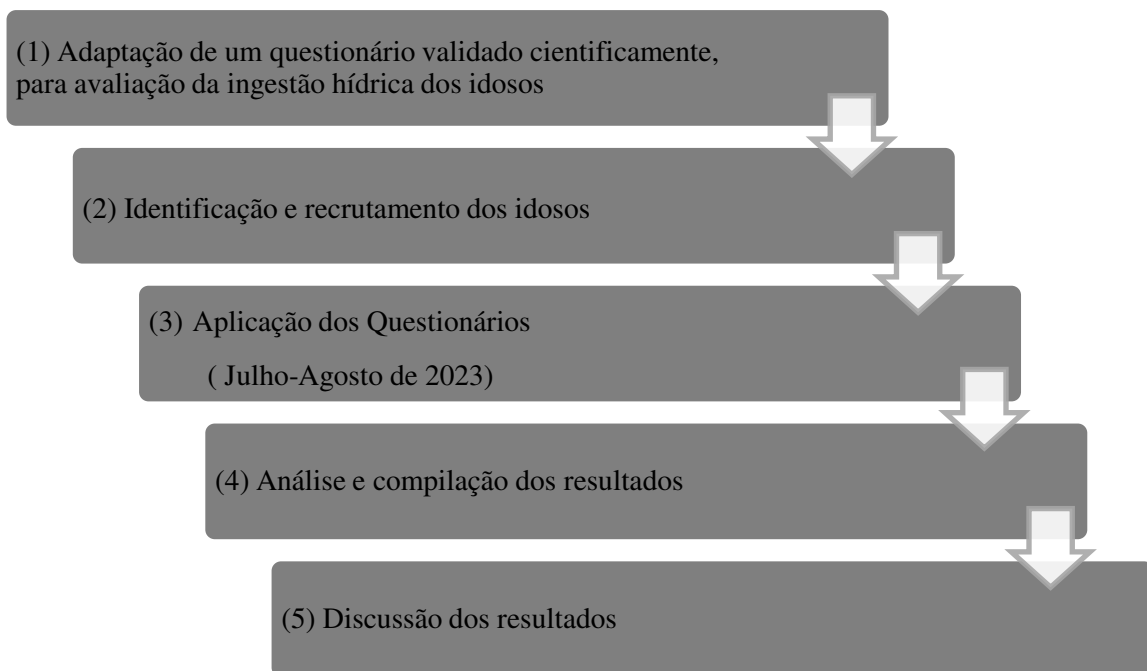 (1) Adaptação de um questionário validado cientificamente,
para avaliação da ingestão hídrica dos idosos
(2) Identificação e recrutamento dos idosos
(3) Aplicação dos Questionários
( Julho-Agosto de 2023)
(4) Análise e compilação dos resultados
(5) Discussão dos resultados